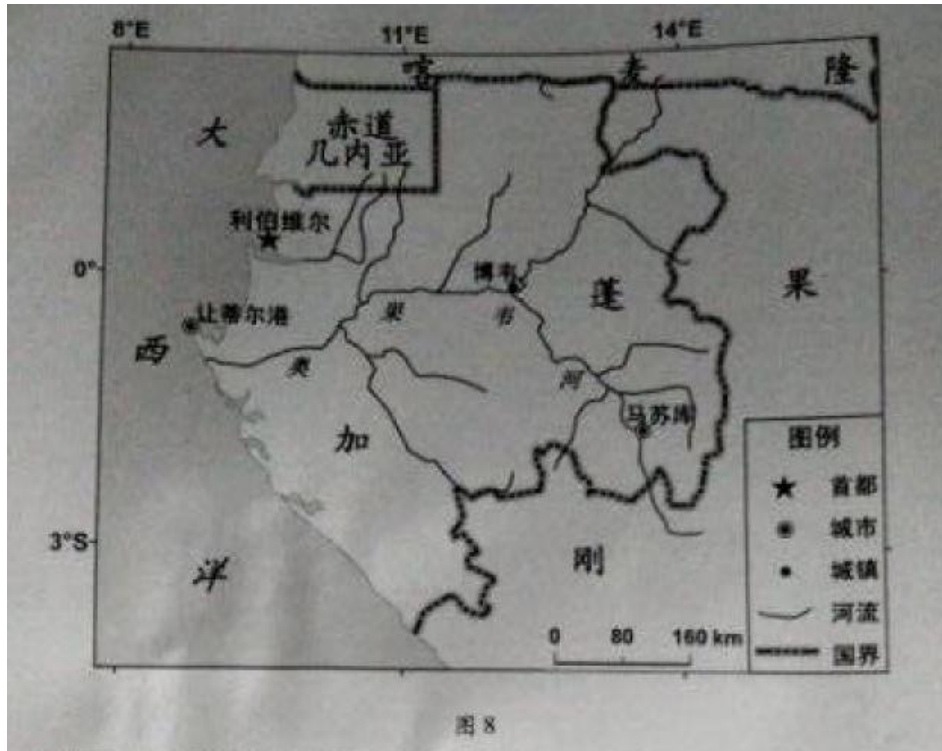 8°E 11°E 14°E
喀 麦 隆
赤道
几内亚
大
利伯维尔
0°
博韦
蓬
果
让蒂尔港
奥 果 韦 河
西
马苏库
加
图例
首都
城市
城镇
河流
国界
3°S
洋
刚
0 80 160 km
图 8